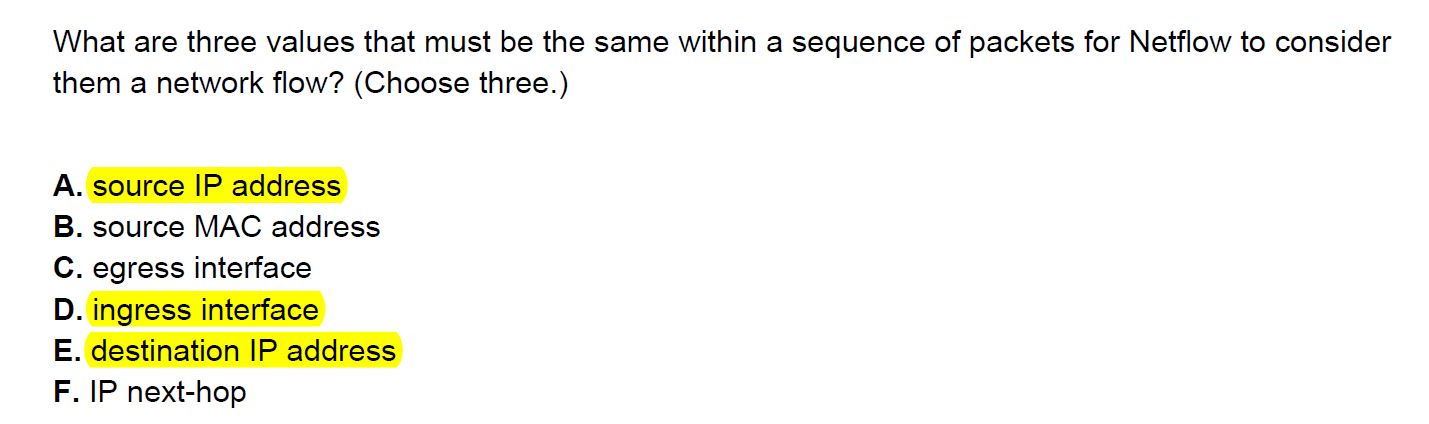 What are three values that must be the same within a sequence of packets for Netflow to consider
them a network flow? (Choose three.)
A. source IP address
B. source MAC address
C. egress interface
D. ingress interface
E. destination IP address
F. IP next-hop